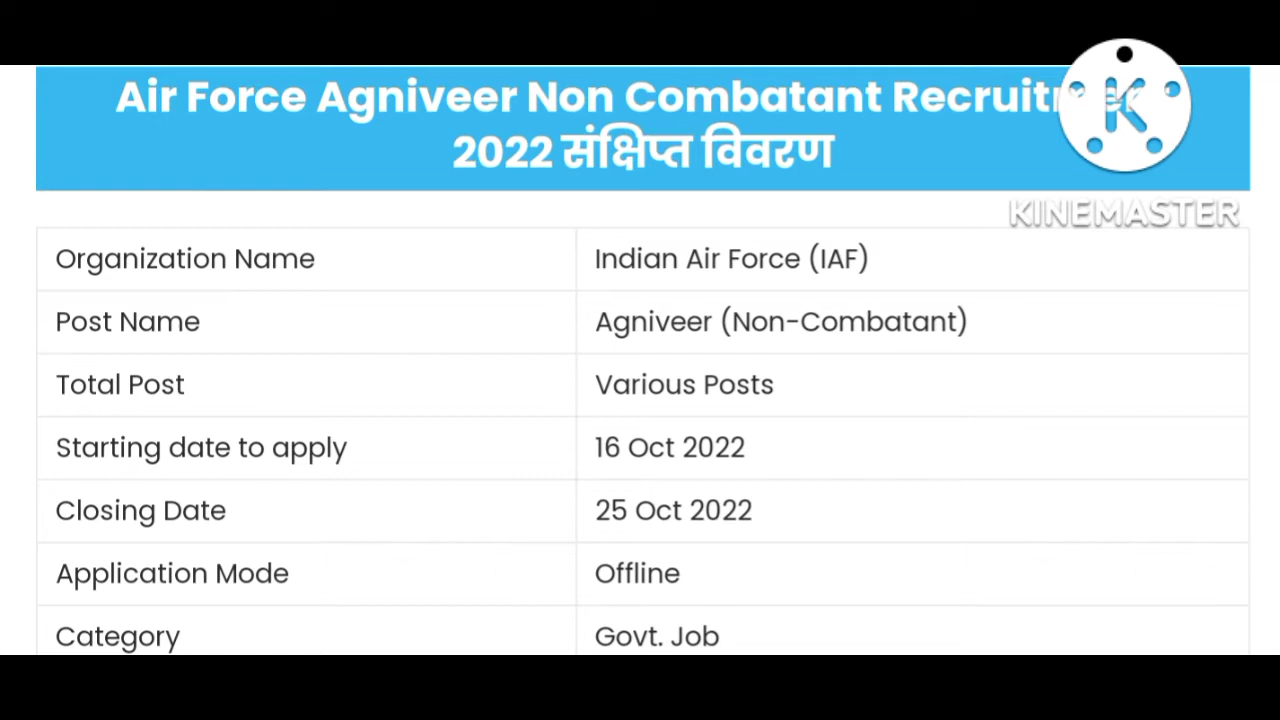 Air Force Agniveer Non Combatant
2022 संक्षिप्त विवरण
KINEMASTER
Organization Name Indian Air Force (IAF)
Post Name Agniveer (Non-Combatant)
Total Post Various Posts
Starting date to apply 16 Oct 2022
Closing Date 25 Oct 2022
Application Mode Offline
Category Govt. Job